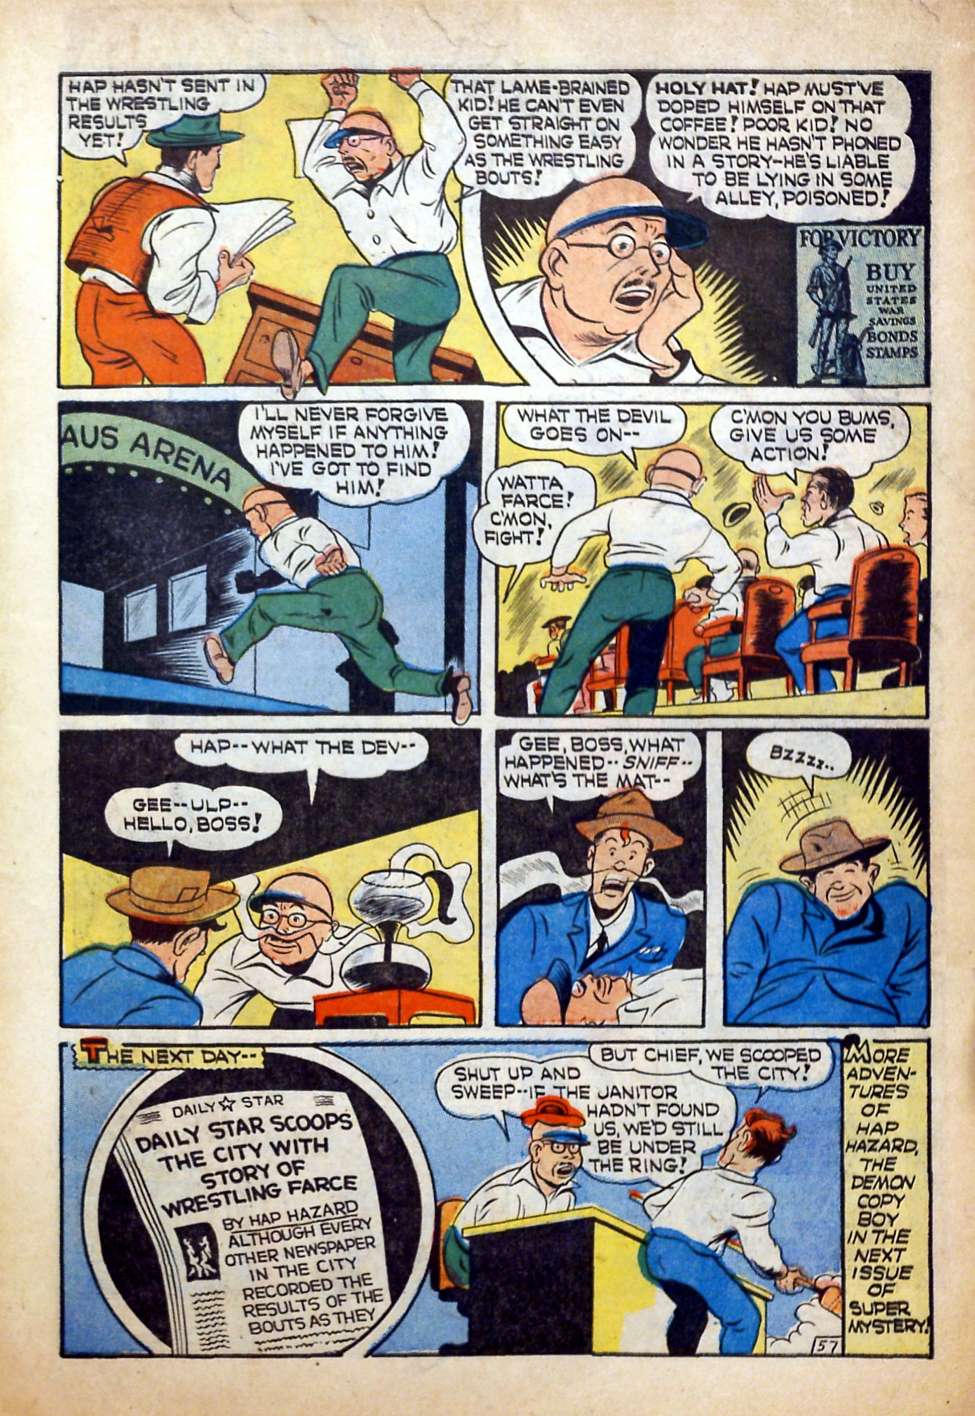 HAP HASN'T SENT IN
THE WRESTLING
RESULTS
YET!
THAT LAME-BRAINED
KID! HE CAN'T EVEN
GET STRAIGHT ON
SOMETHING EASY
AS THE WRESTLING
BOUTS!
HOLY HAT! HAP MUST'VE
DOPED HIMSELF ON THAT
COFFEE! POOR KID! NO
WONDER HE HASN'T PHONED
IN A STORY--HE'S LIABLE
TO BE LYING IN SOME
ALLEY, POISONED!
FOR VICTORY
BUY
UNITED
STATES
WAR
SAVINGS
BONDS
STAMPS
AUS ARENA
I'LL NEVER FORGIVE
MYSELF IF ANYTHING
HAPPENED TO HIM!
I'VE GOT TO FIND
HIM!
WHAT THE DEVIL
GOES ON--
C'MON YOU BUMS,
GIVE US SOME
ACTION!
WATTA
FARCE!
C'MON,
FIGHT!
HAP--WHAT THE DEV--
GEE--ULP--
HELLO, BOSS!
GEE, BOSS, WHAT
HAPPENED--SNIFF--
WHAT'S THE MAT--
BZZZZ..
THE NEXT DAY--
DAILY STAR
DAILY STAR SCOOPS
THE CITY WITH
STORY OF
WRESTLING FARCE
BY HAP HAZARD
ALTHOUGH EVERY
OTHER NEWSPAPER
IN THE CITY
RECORDED THE
RESULTS OF THE
BOUTS AS THEY
SHUT UP AND
SWEEP--IF THE JANITOR
HADN'T FOUND
US, WE'D STILL
BE UNDER
THE RING!
BUT CHIEF, WE SCOOPED
THE CITY!
MORE
ADVEN-
TURES
OF
HAP
HAZARD,
THE
DEMON
COPY
BOY
IN THE
NEXT
ISSUE
OF
SUPER
MYSTERY!
57